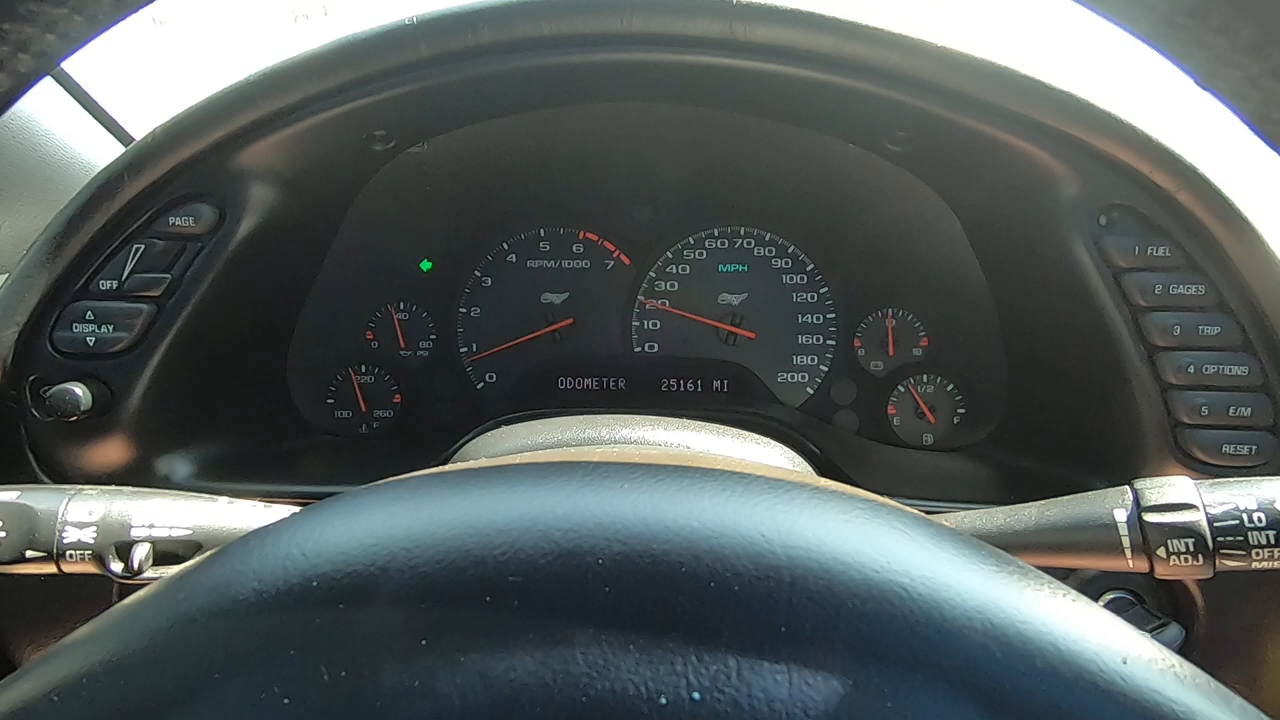 PAGE
OFF
DISPLAY
0
40
80
PSI
100
220
260
F
0
1
2
3
4
5
6
7
RPM/1000
MPH
0
10
20
30
40
50
60
70
80
90
100
120
140
160
180
200
ODOMETER 25161 MI
E
1/2
F
1 FUEL
2 GAGES
3 TRIP
4 OPTIONS
5 E/M
RESET
OFF
INT
ADJ
LO
INT
OFF